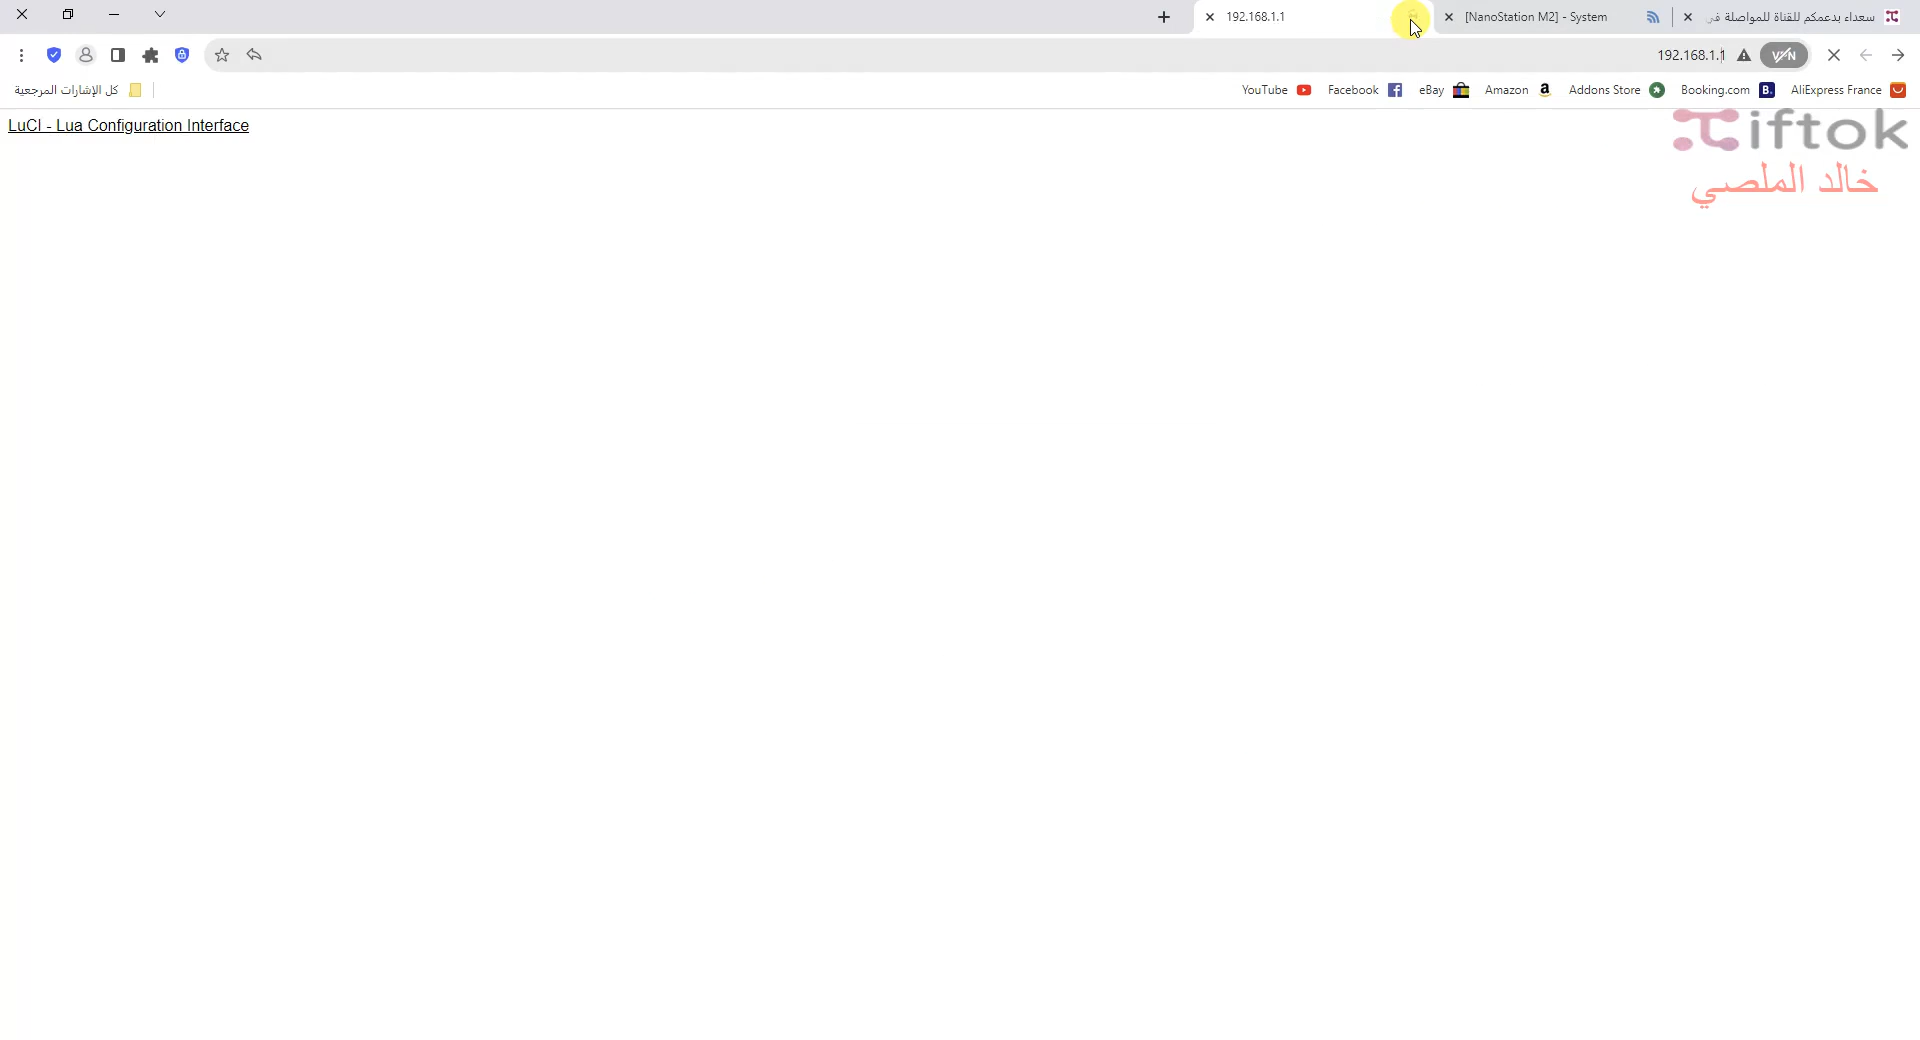 سعداء بدعمكم للقناة للمواصلة في
[NanoStation M2] - System
192.168.1.1
VPN
192.168.1.1
AliExpress France
Booking.com
Addons Store
Amazon
eBay
Facebook
YouTube
كل الإشارات المرجعية
LuCI - Lua Configuration Interface
iftok
خالد الملصي